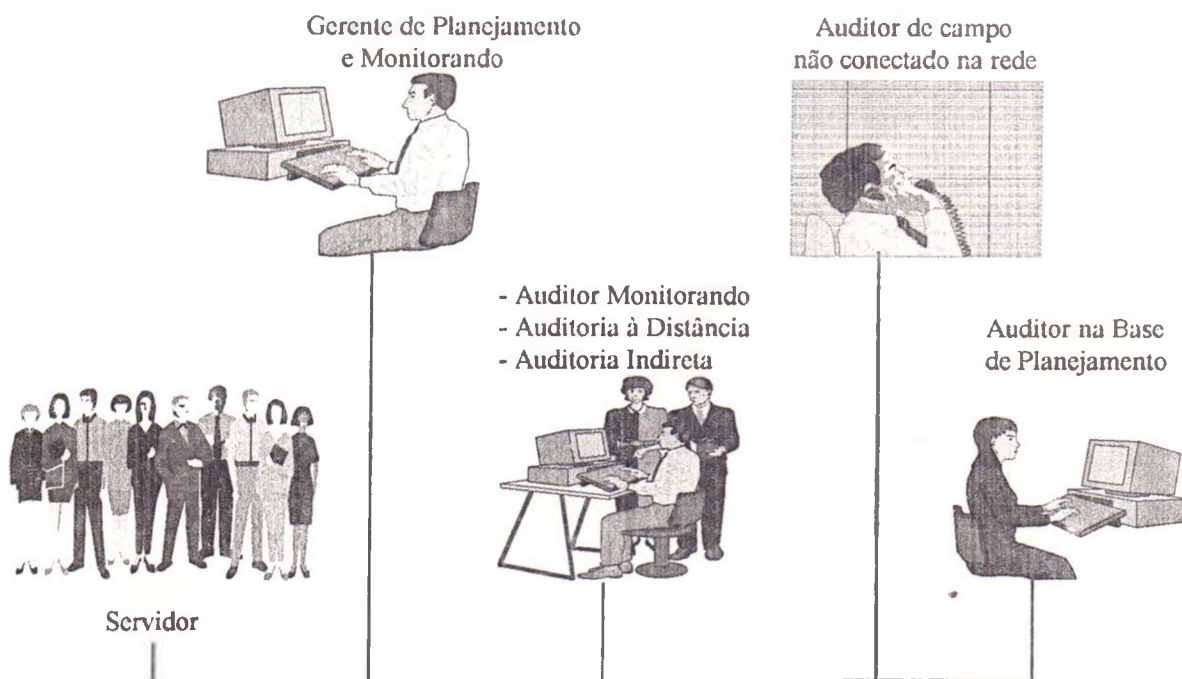 Gerente de Planejamento
e Monitorando
Auditor de campo
não conectado na rede
- Auditor Monitorando
- Auditoria à Distância
- Auditoria Indireta
Auditor na Base
de Planejamento
Servidor